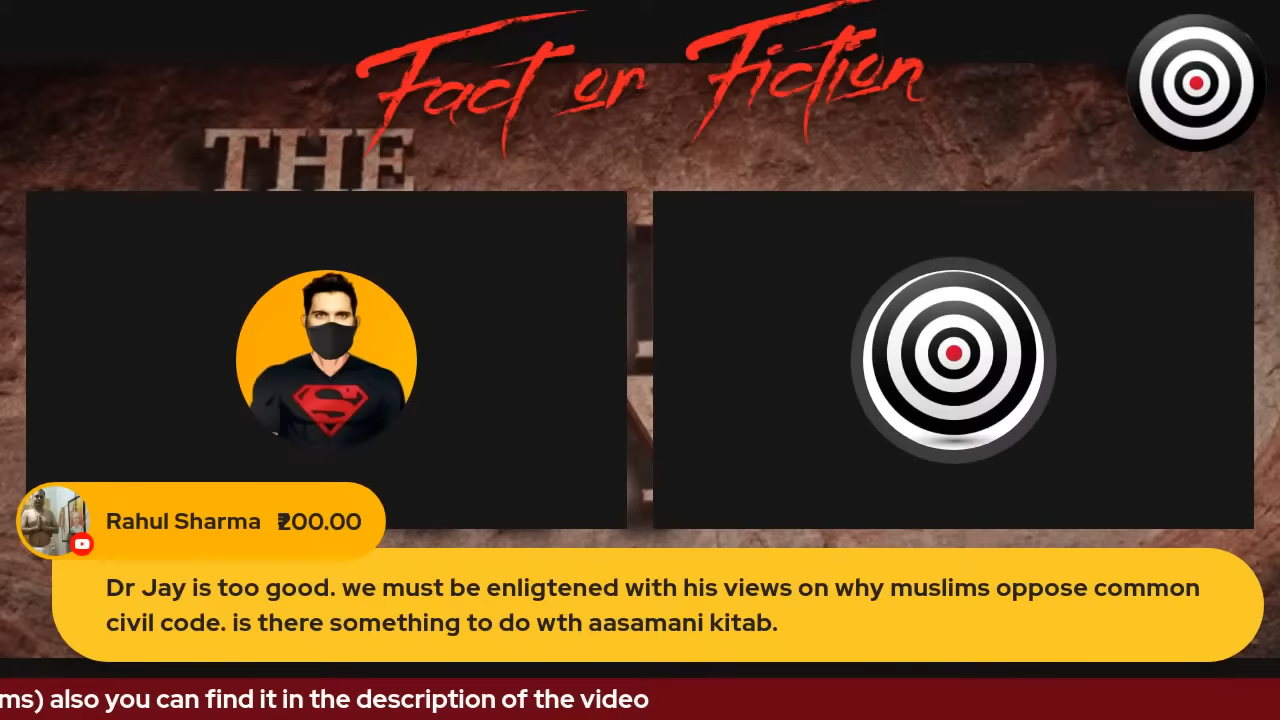 Fact or Fiction
THE
Rahul Sharma ₹200.00
Dr Jay is too good. we must be enligtened with his views on why muslims oppose common
civil code. is there something to do wth aasamani kitab.
ms) also you can find it in the description of the video